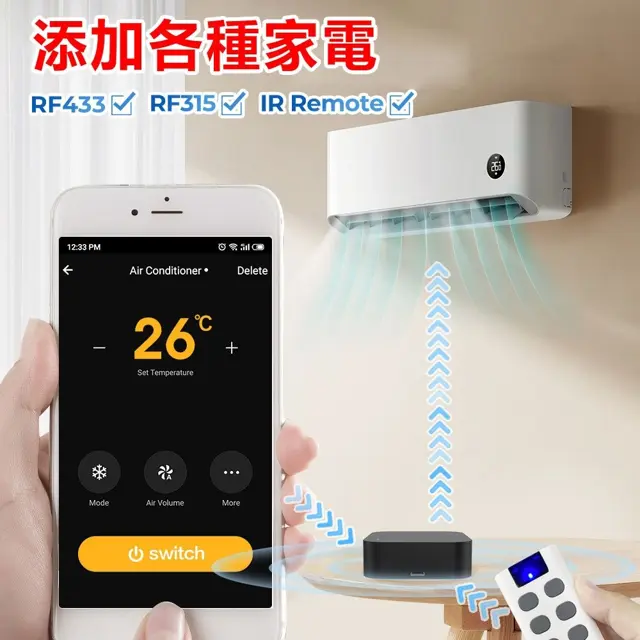 添加各種家電
RF433 RF315 IR Remote
12:33 PM
Air Conditioner • Delete
26°C
Set Temperature
Mode Air Volume More
switch
26